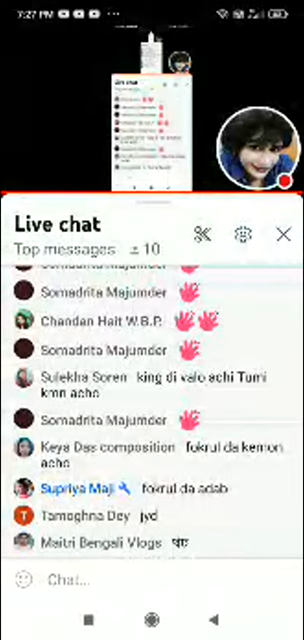 7:27 PM
Live chat
Top messages 10
Somadrita Majumder
Somadrita Majumder
Chandan Hait W.B.P.
Somadrita Majumder
Sulekha Soren king di valo achi Tumi
kmn acho
Somadrita Majumder
Keya Das composition fokrul da kemon
acho
Supriya Maji fokrul da adab
T Tamoghna Dey jyd
Maitri Bengali Vlogs
Chat...